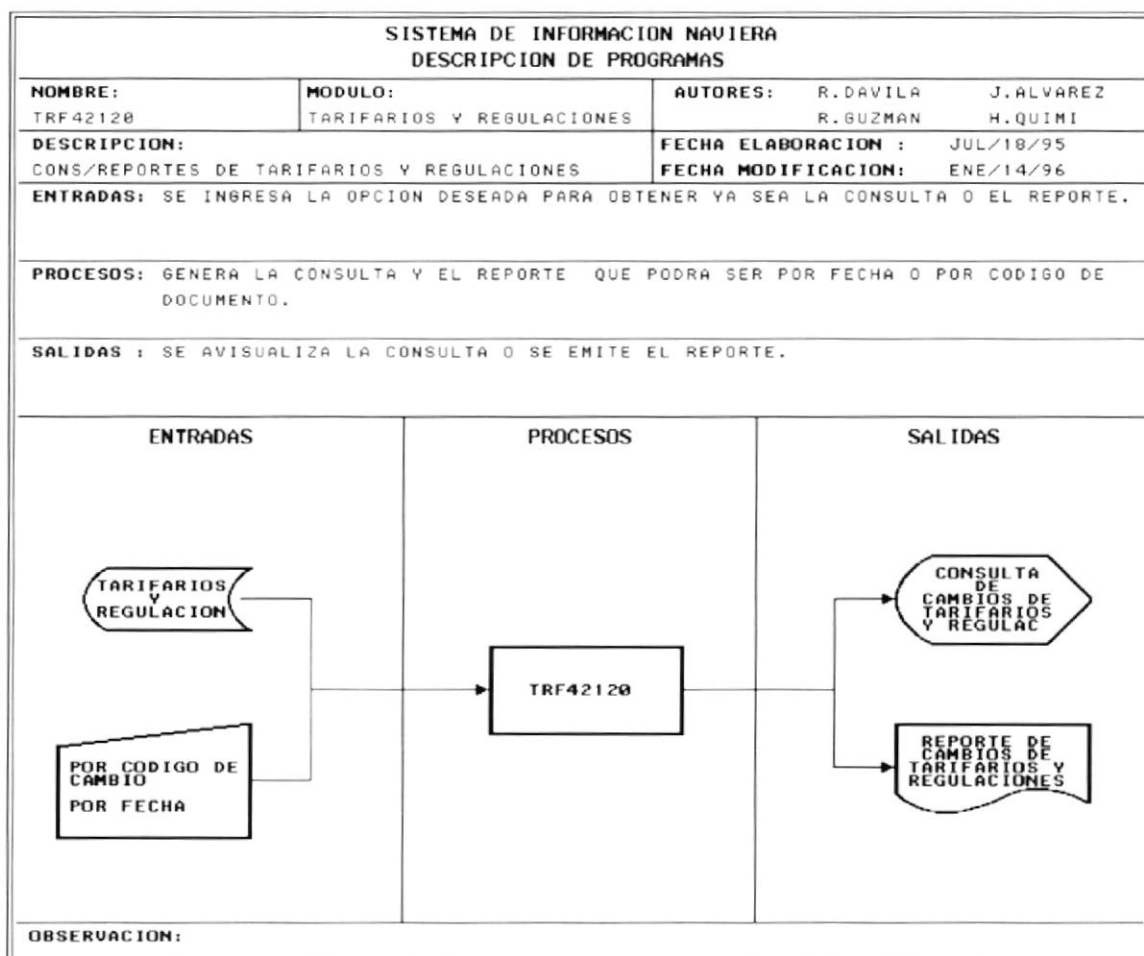 SISTEMA DE INFORMACION NAVIERA
DESCRIPCION DE PROGRAMAS
NOMBRE:
TRF42120
MODULO:
TARIFARIOS Y REGULACIONES
AUTORES: R.DAVILA J.ALVAREZ
R.GUZMAN H.QUIMI
DESCRIPCION:
CONS/REPORTES DE TARIFARIOS Y REGULACIONES
FECHA ELABORACION : JUL/18/95
FECHA MODIFICACION: ENE/14/96
ENTRADAS: SE INGRESA LA OPCION DESEADA PARA OBTENER YA SEA LA CONSULTA O EL REPORTE.
PROCESOS: GENERA LA CONSULTA Y EL REPORTE QUE PODRA SER POR FECHA O POR CODIGO DE
DOCUMENTO.
SALIDAS : SE AVISUALIZA LA CONSULTA O SE EMITE EL REPORTE.
ENTRADAS
PROCESOS
SALIDAS
TARIFARIOS
Y
REGULACION
POR CODIGO DE
CAMBIO
POR FECHA
TRF42120
CONSULTA
DE
CAMBIOS DE
TARIFARIOS
Y REGULAC
REPORTE DE
CAMBIOS DE
TARIFARIOS Y
REGULACIONES
OBSERVACION: